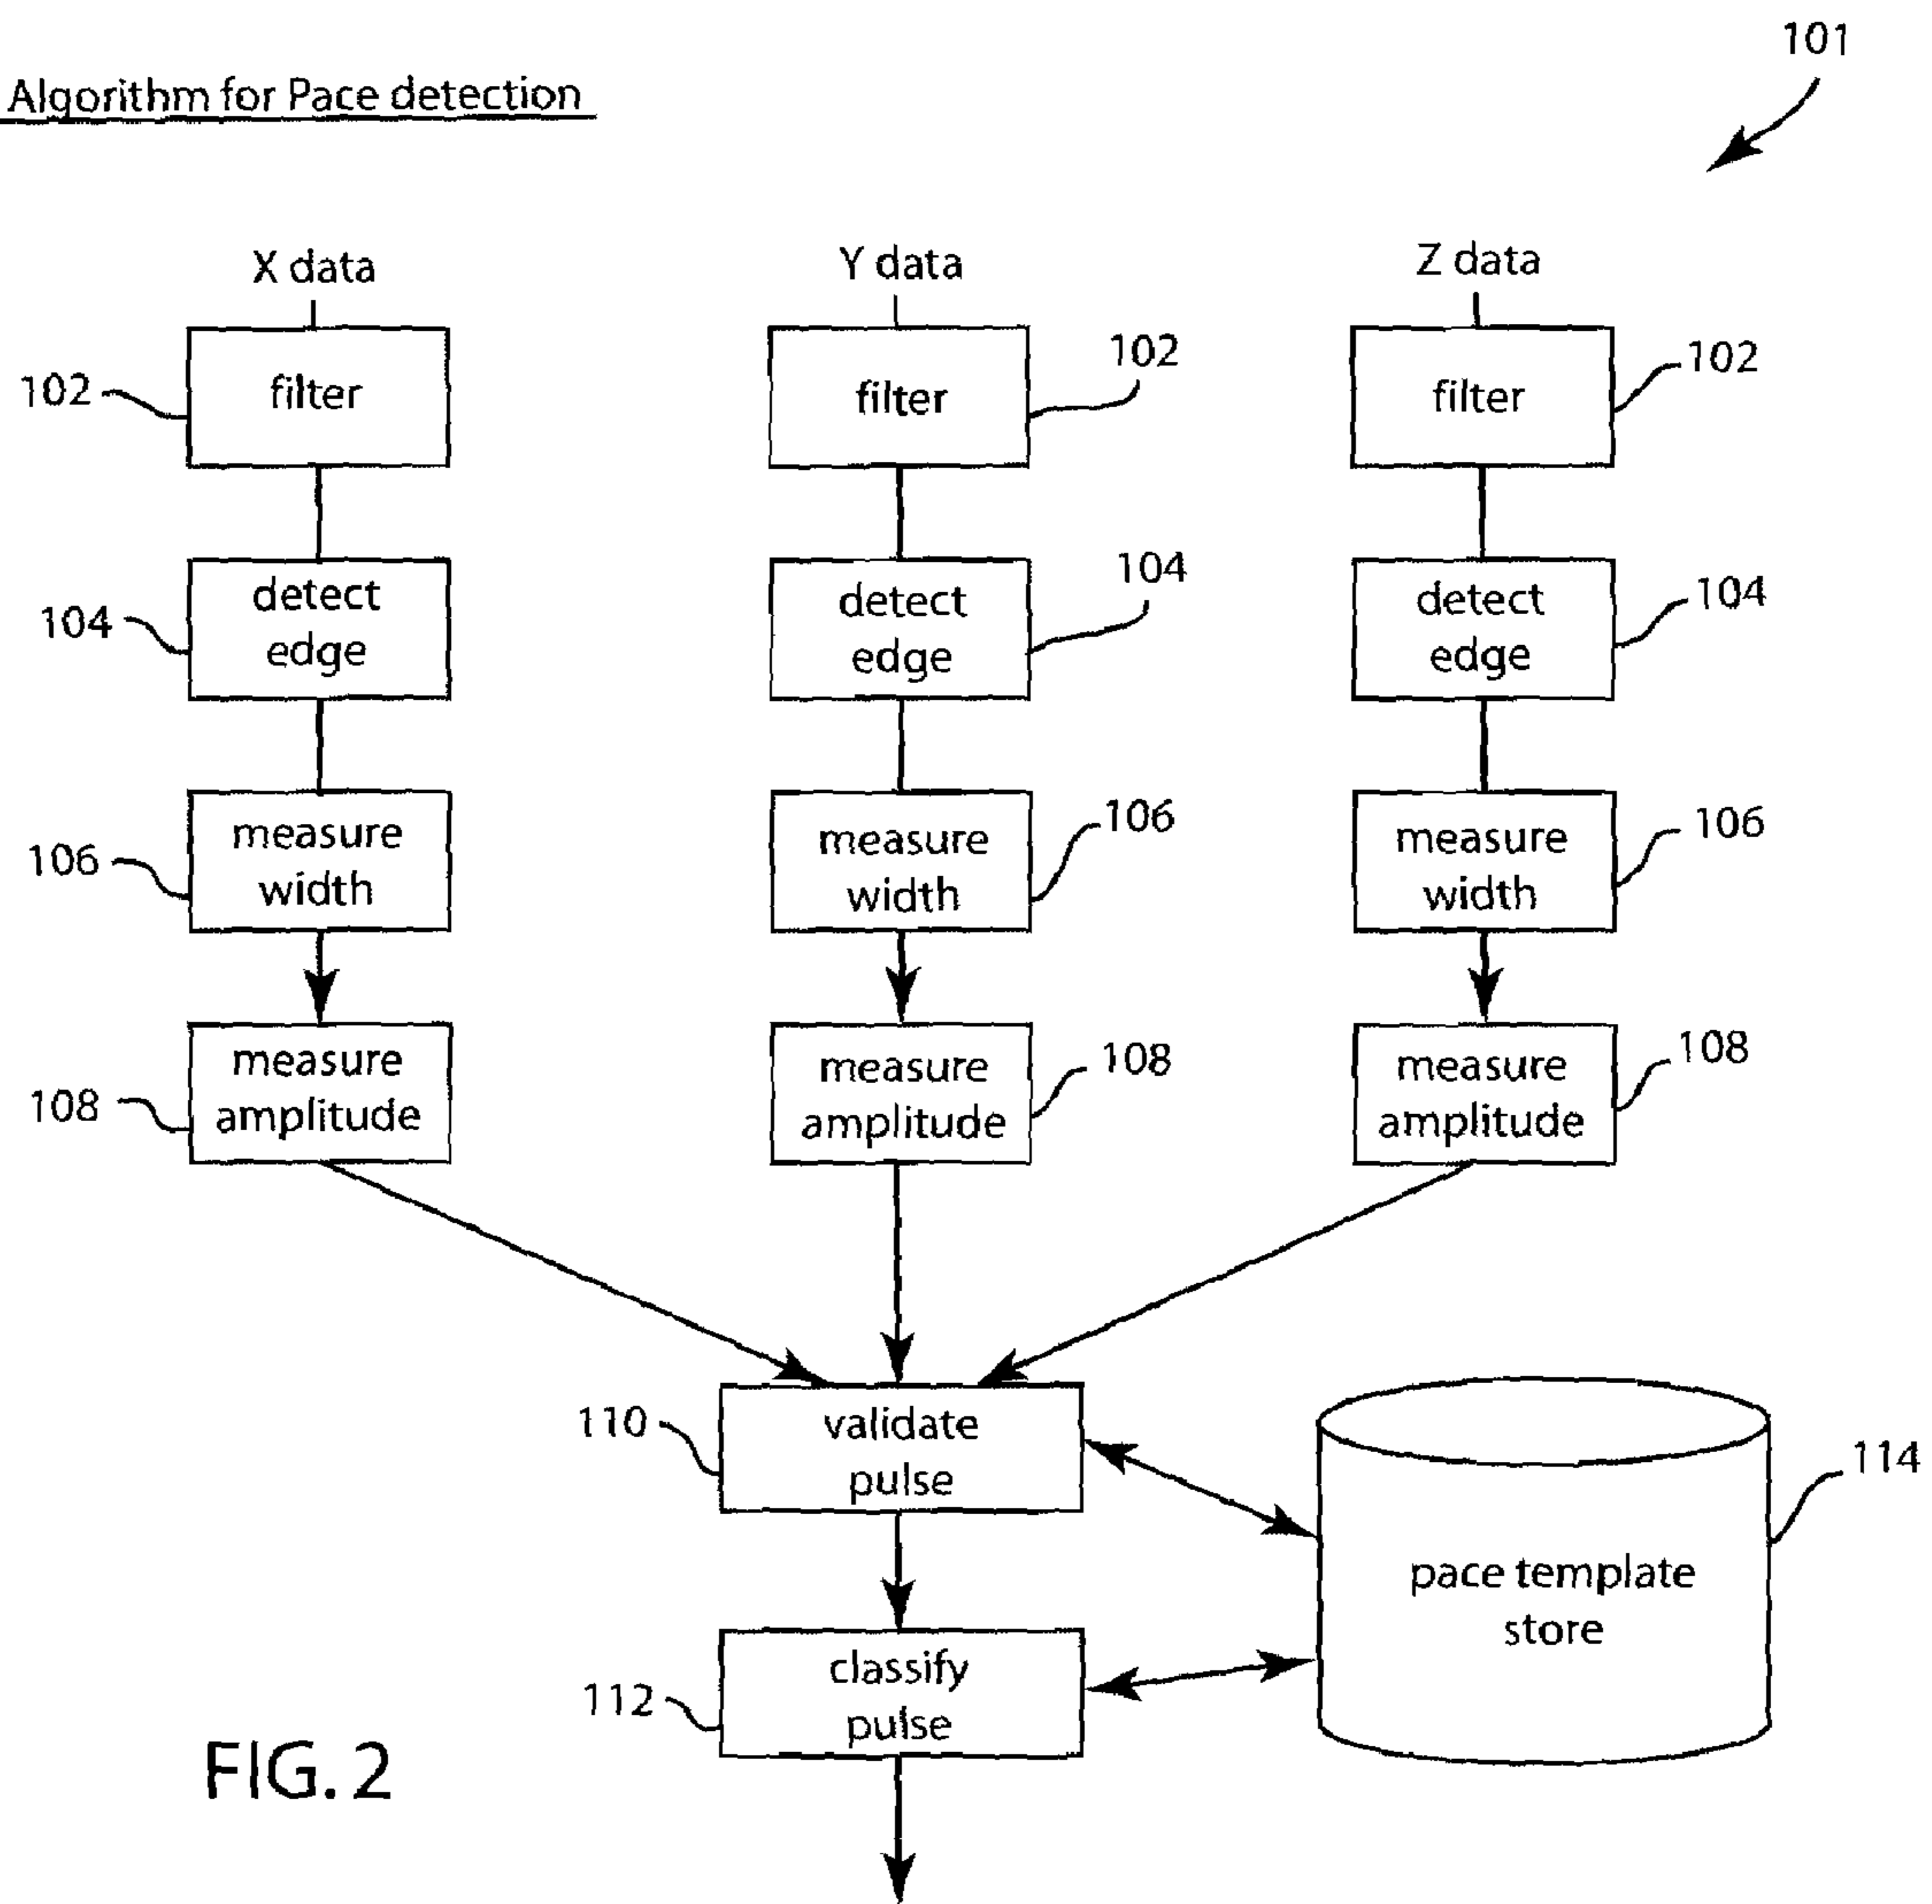 101
Algorithm for Pace detection
X data
Y data
Z data
102
filter
filter
102
filter
102
104
detect
edge
detect
edge
104
detect
edge
104
106
measure
width
measure
width
106
measure
width
106
108
measure
amplitude
measure
amplitude
108
measure
amplitude
108
110
validate
pulse
114
pace template
store
112
classify
pulse
FIG. 2